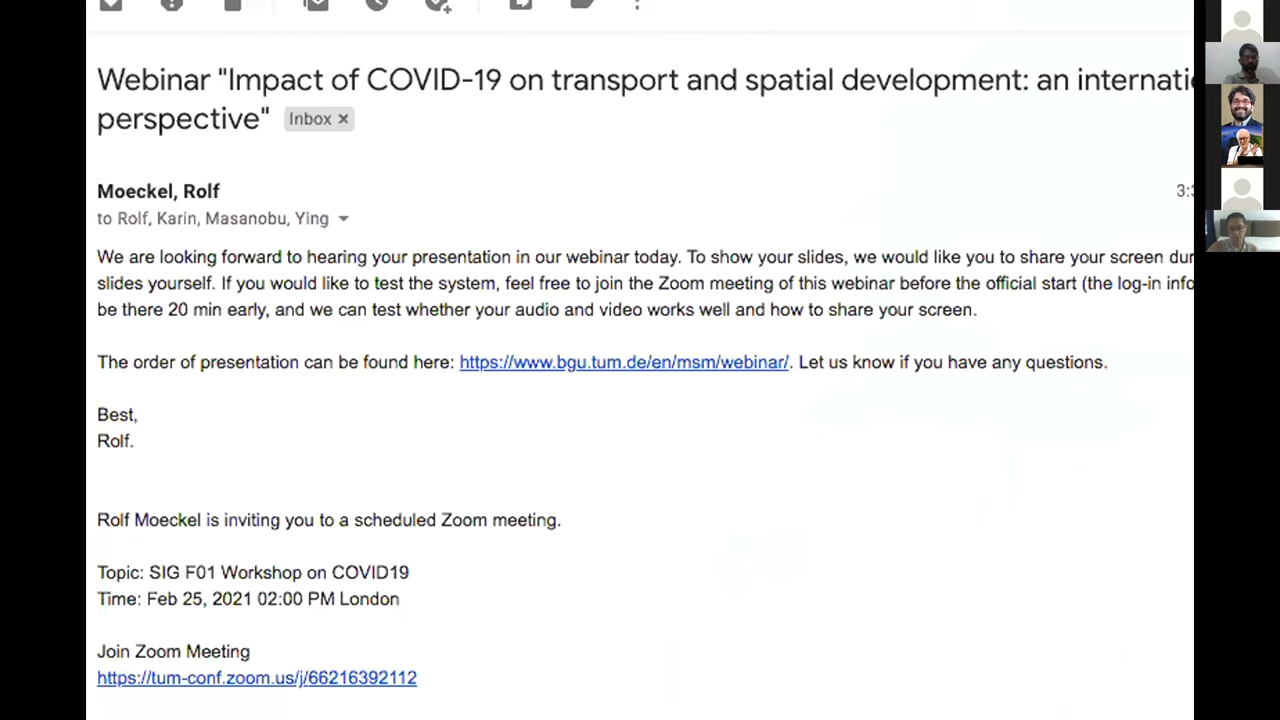 Webinar "Impact of COVID-19 on transport and spatial development: an
perspective" Inbox ×
Moeckel, Rolf
to Rolf, Karin, Masanobu, Ying
We are looking forward to hearing your presentation in our webinar today. To show your slides, we would like you to share your screen
slides yourself. If you would like to test the system, feel free to join the Zoom meeting of this webinar before the official start (the log-in info
be there 20 min early, and we can test whether your audio and video works well and how to share your screen.
The order of presentation can be found here: https://www.bgu.tum.de/en/msm/webinar/. Let us know if you have any questions.
Best,
Rolf.
Rolf Moeckel is inviting you to a scheduled Zoom meeting.
Topic: SIG F01 Workshop on COVID19
Time: Feb 25, 2021 02:00 PM London
Join Zoom Meeting
https://tum-conf.zoom.us/j/66216392112